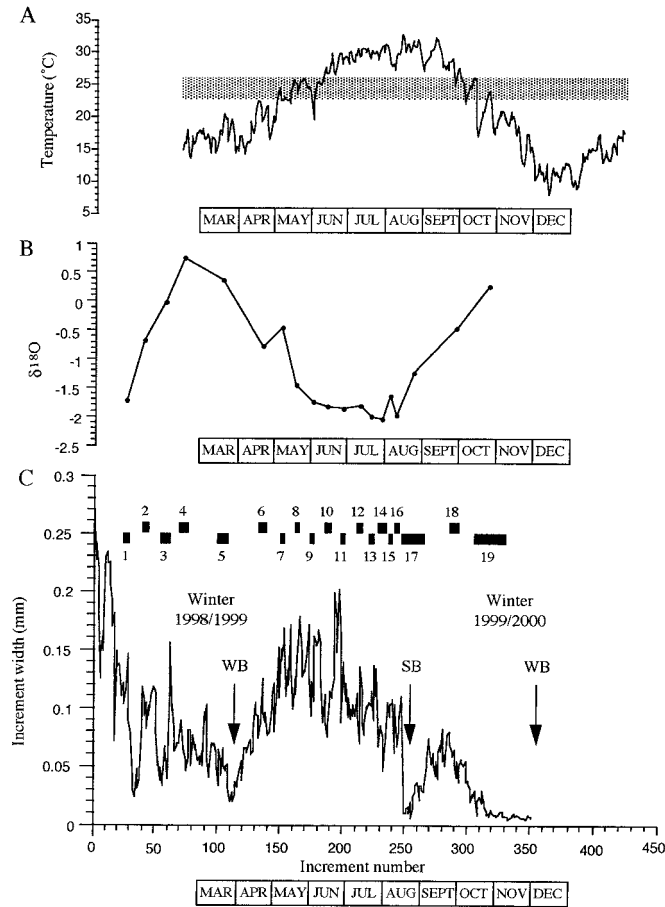 A
Temperature (°C)
35
30
25
20
15
10
5
MAR APR MAY JUN JUL AUG SEPT OCT NOV DEC
B
δ18O
1
0.5
0
-0.5
-1
-1.5
-2
-2.5
MAR APR MAY JUN JUL AUG SEPT OCT NOV DEC
C
Increment width (mm)
0.3
0.25
0.2
0.15
0.1
0.05
0
2 4 6 8 10 12 14 16 18
1 3 5 7 9 11 13 15 17 19
Winter
1998/1999
Winter
1999/2000
WB SB WB
0 50 100 150 200 250 300 350 400 450
Increment number
MAR APR MAY JUN JUL AUG SEPT OCT NOV DEC